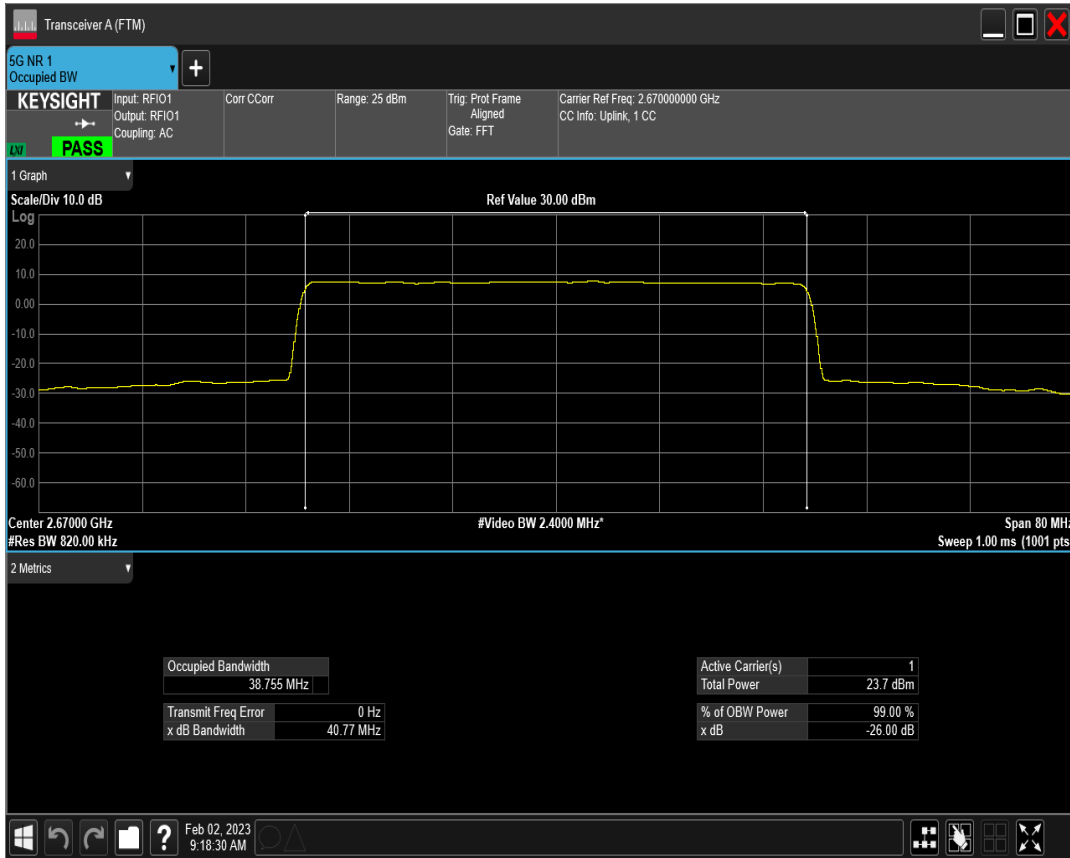 Transceiver A (FTM)
5G NR 1
Occupied BW
+
KEYSIGHT
LXI
PASS
Input: RFIO1
Output: RFIO1
Coupling: AC
Corr CCorr
Range: 25 dBm
Trig: Prot Frame
Aligned
Gate: FFT
Carrier Ref Freq: 2.670000000 GHz
CC Info: Uplink, 1 CC
1 Graph
Scale/Div 10.0 dB
Ref Value 30.00 dBm
Log
20.0
10.0
0.00
-10.0
-20.0
-30.0
-40.0
-50.0
-60.0
Center 2.67000 GHz
#Video BW 2.4000 MHz*
Span 80 MHz
#Res BW 820.00 kHz
Sweep 1.00 ms (1001 pts
2 Metrics
Occupied Bandwidth
38.755 MHz
Transmit Freq Error 0 Hz
x dB Bandwidth 40.77 MHz
Active Carrier(s) 1
Total Power 23.7 dBm
% of OBW Power 99.00 %
x dB -26.00 dB
?
Feb 02, 2023
9:18:30 AM